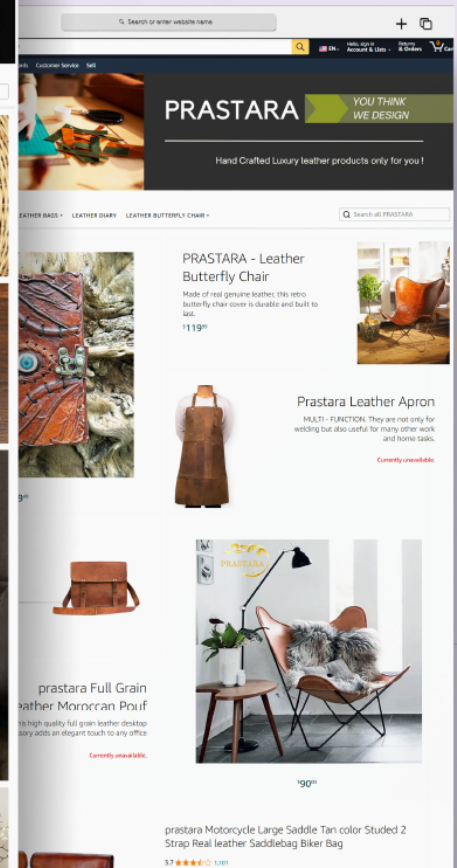 Search or enter website name
EN
Hello, sign in
Account & Lists
Returns
& Orders
0
Car
Customer Service Sell
PRASTARA
YOU THINK
WE DESIGN
Hand Crafted Luxury leather products only for you !
EATHER BAGS LEATHER DIARY LEATHER BUTTERFLY CHAIR
Search all PRASTARA
PRASTARA - Leather
Butterfly Chair
Made of real genuine leather, this retro
butterfly chair cover is durable and built to
last.
$119
Prastara Leather Apron
MULTI - FUNCTION. They are not only for
welding but also useful for many other work
and home tasks.
Currently unavailable.
PRASTARA
prastara Full Grain
eather Moroccan Pouf
his high quality full grain leather desktop
ssory adds an elegant touch to any office
Currently unavailable.
$90
prastara Motorcycle Large Saddle Tan color Studed 2
Strap Real leather Saddlebag Biker Bag
3.7 1,101